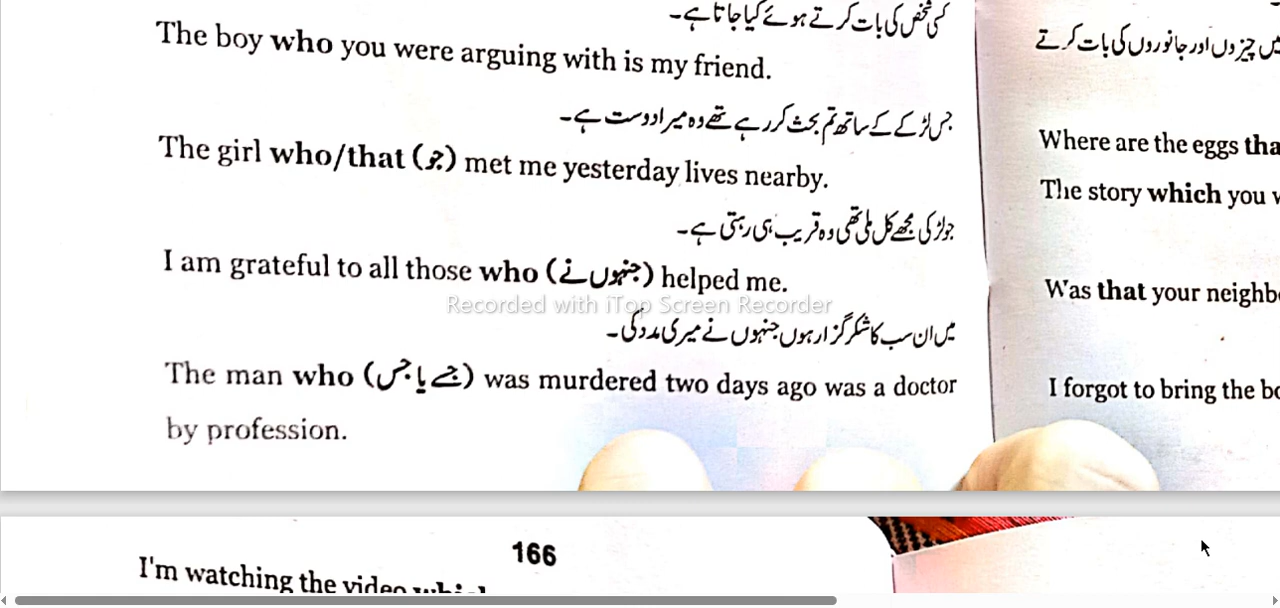 کسی شخص کی بات کرتے ہوئے کیا جاتا ہے۔
The boy who you were arguing with is my friend.
جس لڑکے کے ساتھ تم بحث کر رہے تھے وہ میرا دوست ہے۔
The girl who/that (جو) met me yesterday lives nearby.
جو لڑکی مجھے کل ملی تھی وہ قریب ہی رہتی ہے۔
I am grateful to all those who (جنہوں نے) helped me.
میں ان سب کا شکر گزار ہوں جنہوں نے میری مدد کی۔
The man who (جسے یا جس) was murdered two days ago was a doctor
by profession.
میں چیزوں اور جانوروں کی بات کرتے
Where are the eggs tha
The story which you w
Was that your neighb
I forgot to bring the bo
Recorded with iTop Screen Recorder
166
I'm watching the video which